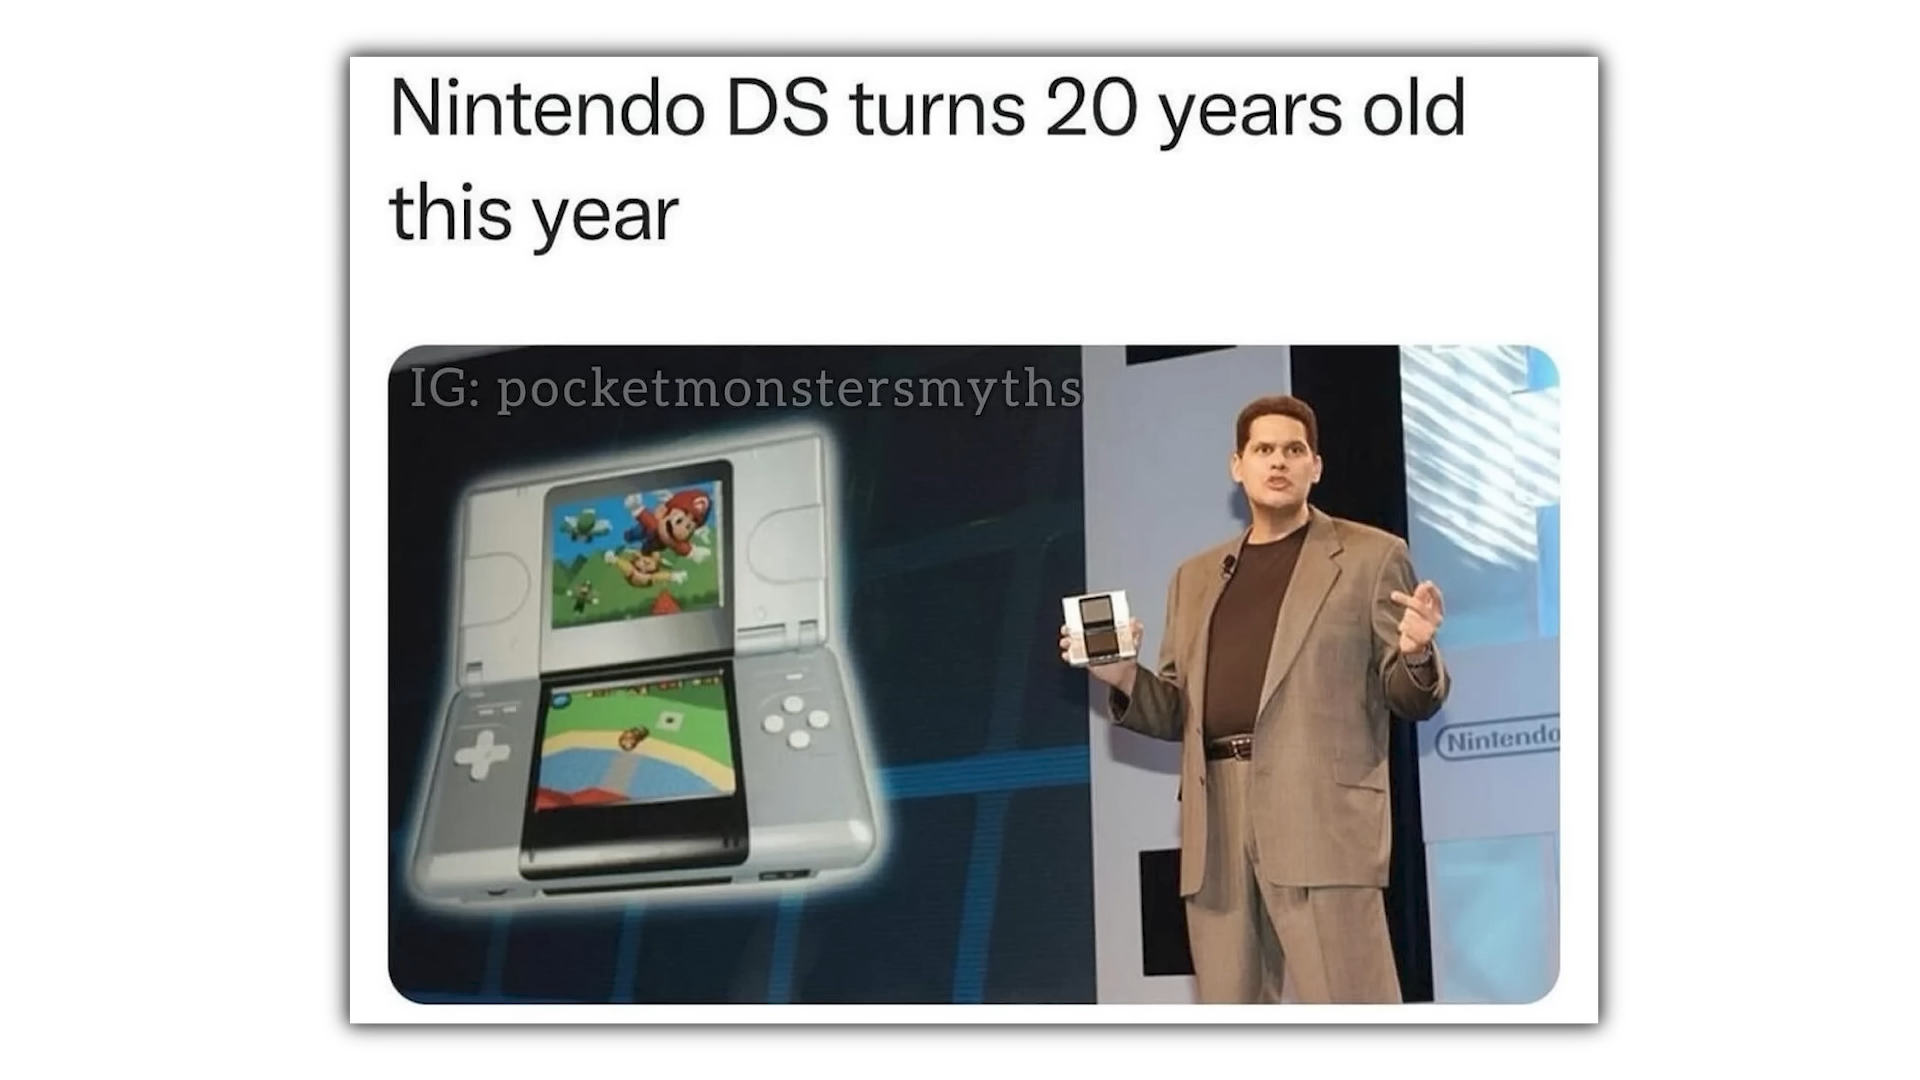 Nintendo DS turns 20 years old
this year
IG: pocketmonstersmyths
Nintendo